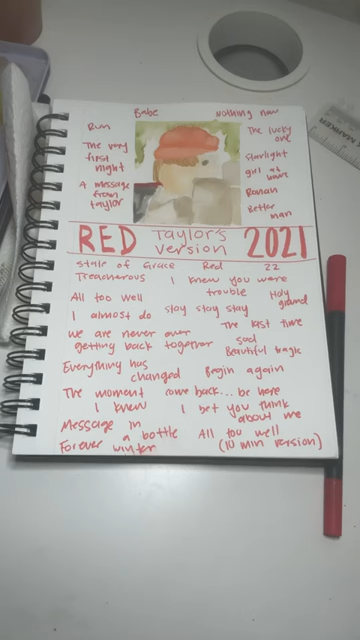 Babe
Nothing new
Run
The very
first
night
A message
from
taylor
The lucky
one
Starlight
girl at
home
Ronan
Better
man
RED Taylor's
version 2021
state of Grace Red 22
Treacherous I knew you were
trouble
All too well
Holy
ground
I almost do stay stay stay
The last time
we are never ever
getting back together
sad
Beautiful tragic
Everything has
changed
Begin again
The moment
I knew
come back... be here
I bet you think
about me
Message in
a bottle
All too well
(10 min version)
Forever
winter
MARKER